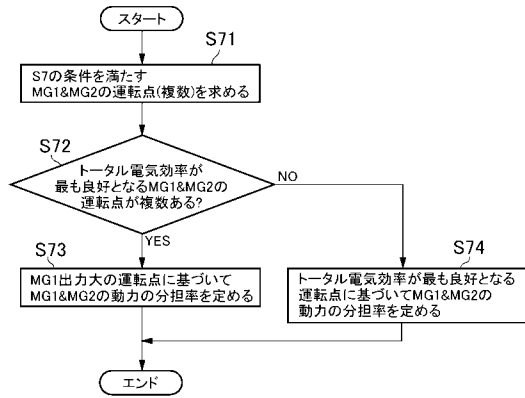 スタート
S71
S7の条件を満たす
MG1&MG2の運転点(複数)を求める
S72
トータル電気効率が
最も良好となるMG1&MG2の
運転点が複数ある?
NO
YES
S73
MG1出力大の運転点に基づいて
MG1&MG2の動力の分担率を定める
S74
トータル電気効率が最も良好となる
運転点に基づいてMG1&MG2の
動力の分担率を定める
エンド